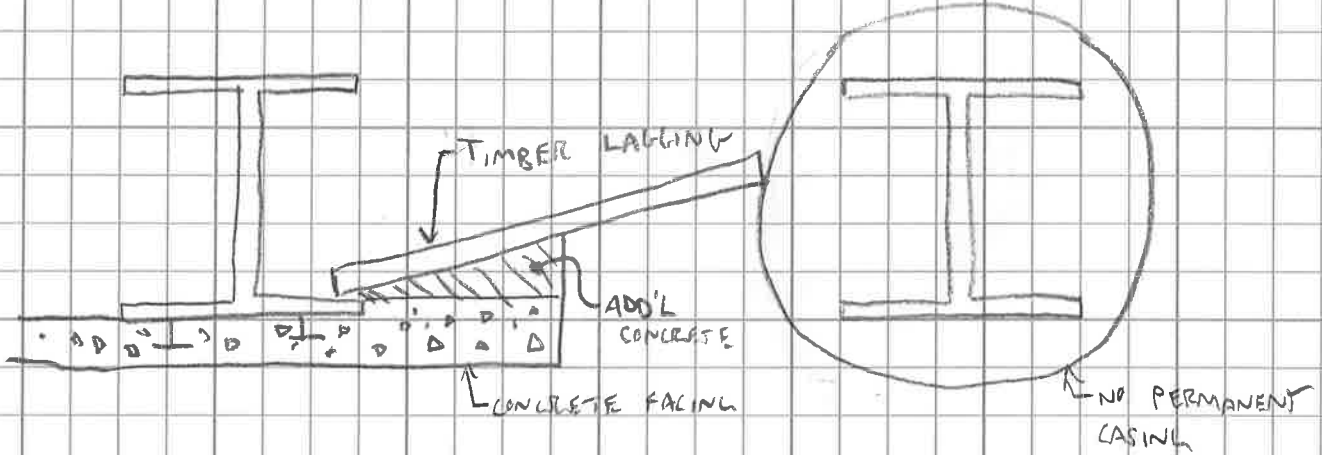 TIMBER LAGGING
ADD'L
CONCRETE
CONCRETE FACING
NO PERMANENT
CASING